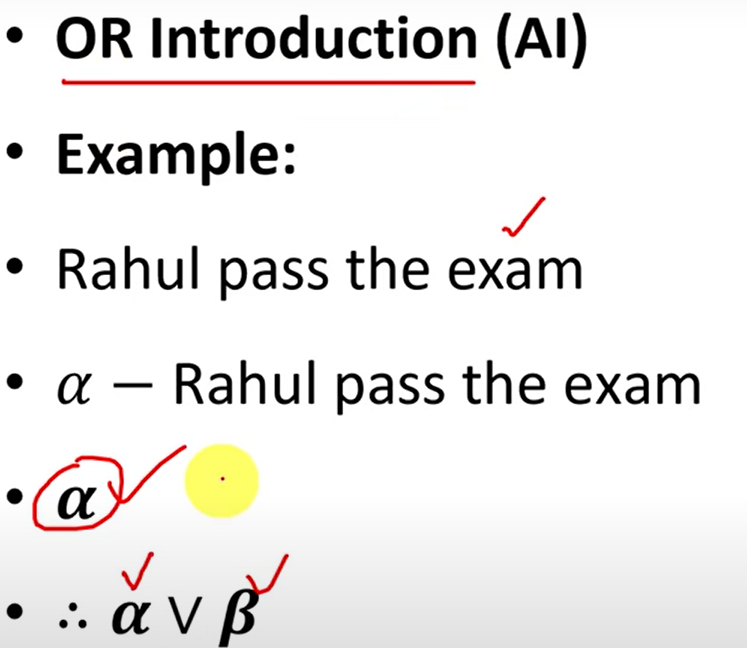 • OR Introduction (AI)
• Example:
• Rahul pass the exam
• α – Rahul pass the exam
• α
• ∴ α ∨ β